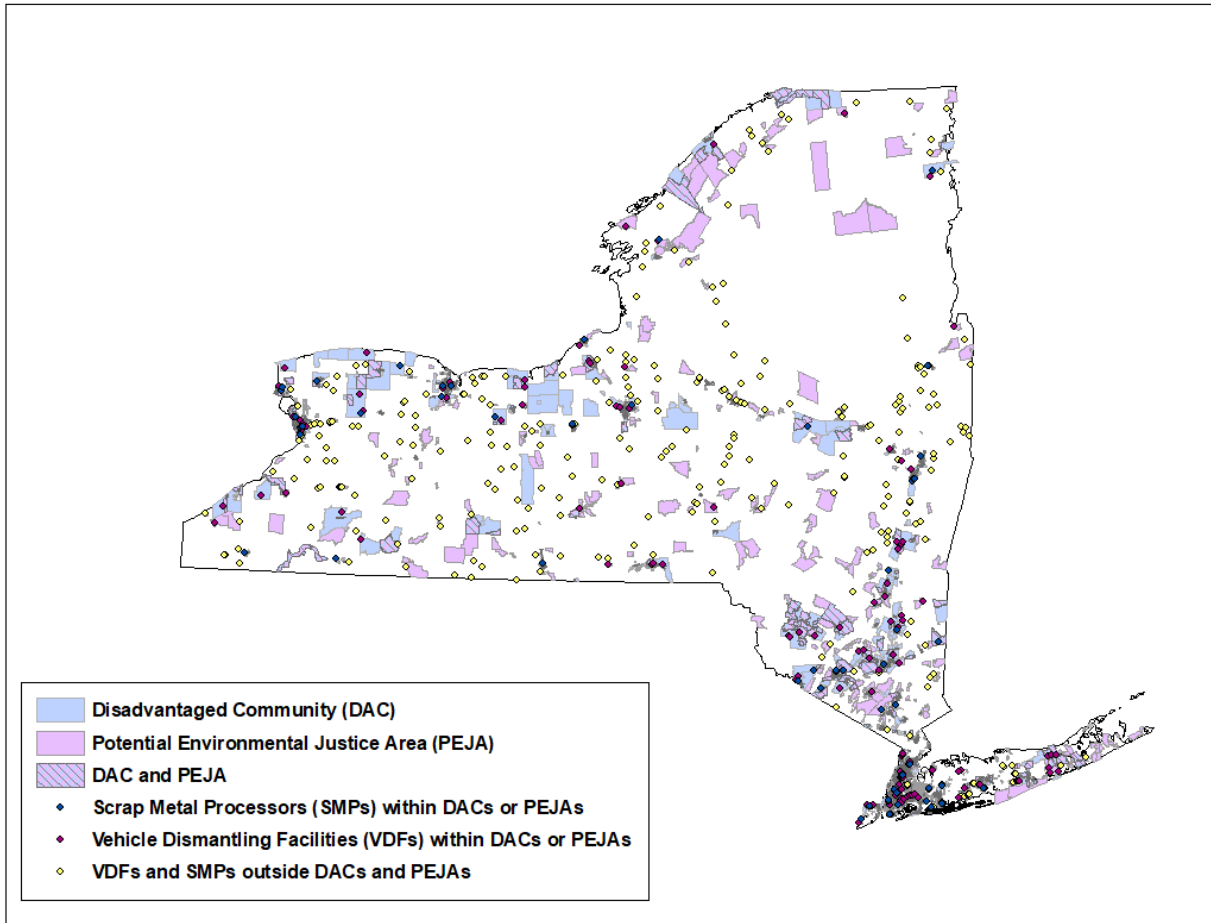 Disadvantaged Community (DAC)
Potential Environmental Justice Area (PEJA)
DAC and PEJA
Scrap Metal Processors (SMPs) within DACs or PEJAs
Vehicle Dismantling Facilities (VDFs) within DACs or PEJAs
VDFs and SMPs outside DACs and PEJAs